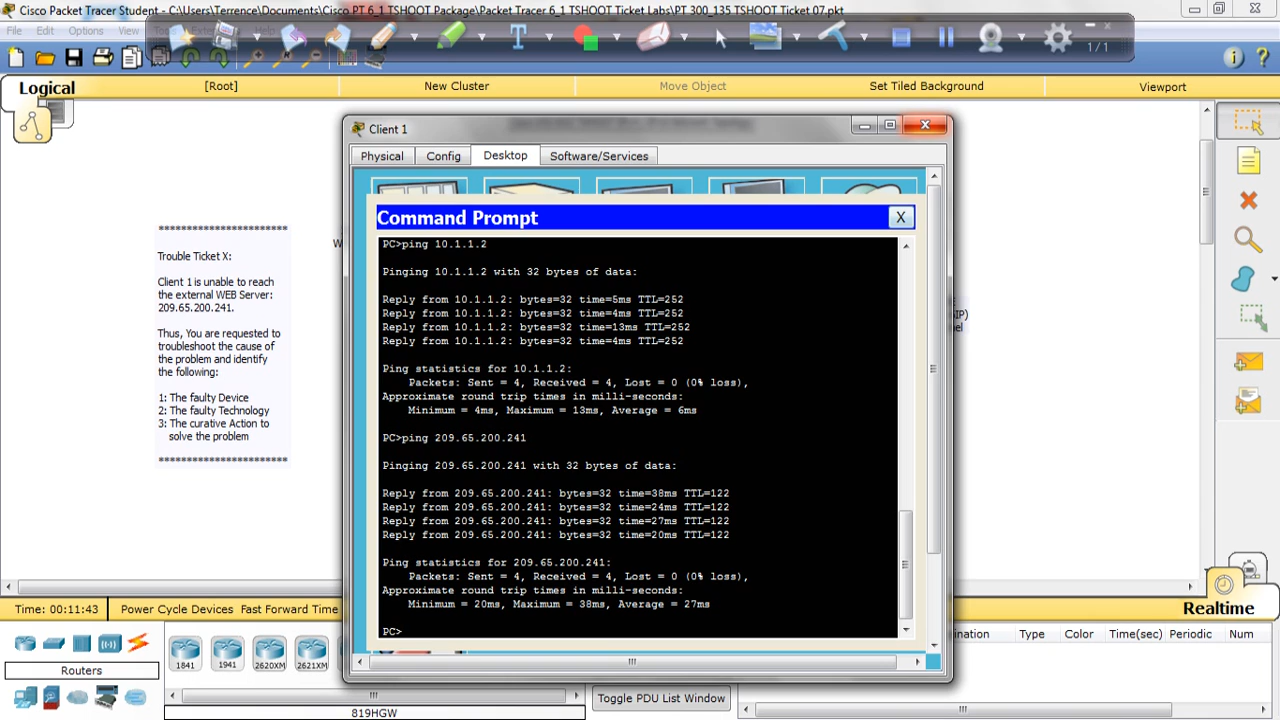 Cisco Packet Tracer Student - C:\Users\Terrence\Documents\Cisco PT 6_1 TSHOOT Package\Packet Tracer 6_1 TSHOOT Ticket Labs\PT 300_135 TSHOOT Ticket 07.pkt
File Edit Options View
1/1
Logical
[Root]
New Cluster
Move Object
Set Tiled Background
Viewport
Client 1
Physical Config Desktop Software/Services
Command Prompt
X
PC>ping 10.1.1.2
Pinging 10.1.1.2 with 32 bytes of data:
Reply from 10.1.1.2: bytes=32 time=5ms TTL=252
Reply from 10.1.1.2: bytes=32 time=4ms TTL=252
Reply from 10.1.1.2: bytes=32 time=13ms TTL=252
Reply from 10.1.1.2: bytes=32 time=4ms TTL=252
Ping statistics for 10.1.1.2:
Packets: Sent = 4, Received = 4, Lost = 0 (0% loss),
Approximate round trip times in milli-seconds:
Minimum = 4ms, Maximum = 13ms, Average = 6ms
PC>ping 209.65.200.241
Pinging 209.65.200.241 with 32 bytes of data:
Reply from 209.65.200.241: bytes=32 time=38ms TTL=122
Reply from 209.65.200.241: bytes=32 time=24ms TTL=122
Reply from 209.65.200.241: bytes=32 time=27ms TTL=122
Reply from 209.65.200.241: bytes=32 time=20ms TTL=122
Ping statistics for 209.65.200.241:
Packets: Sent = 4, Received = 4, Lost = 0 (0% loss),
Approximate round trip times in milli-seconds:
Minimum = 20ms, Maximum = 38ms, Average = 27ms
PC>
************************
Trouble Ticket X:
Client 1 is unable to reach
the external WEB Server:
209.65.200.241.
Thus, You are requested to
troubleshoot the cause of
the problem and identify
the following:
1: The faulty Device
2: The faulty Technology
3: The curative Action to
solve the problem
************************
Time: 00:11:43 Power Cycle Devices Fast Forward Time
Realtime
Routers
1841 1941 2620XM 2621XM
819HGW
Toggle PDU List Window
Type Color Time(sec) Periodic Num